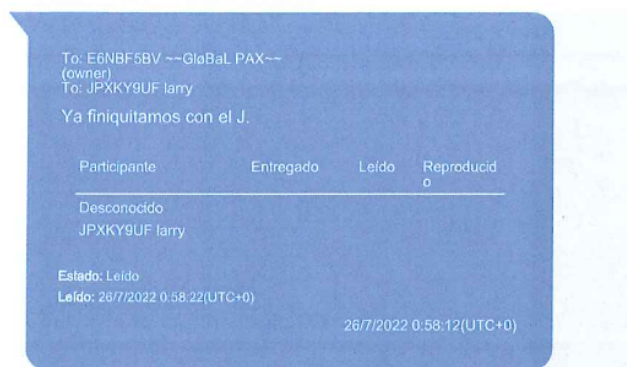 To: E6NBF5BV ~~GløBaL PAX~~
(owner)
To: JPXKY9UF larry
Ya finiquitamos con el J.
Participante Entregado Leído Reproducid
o
Desconocido
JPXKY9UF larry
Estado: Leído
Leído: 26/7/2022 0:58:22(UTC+0)
26/7/2022 0:58:12(UTC+0)